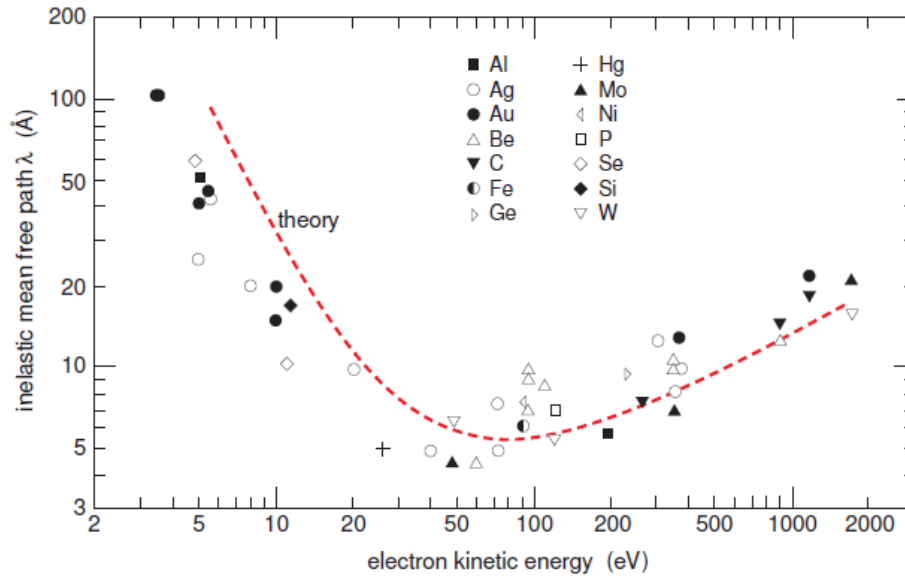 200
100
50
20
10
5
3
2 5 10 20 50 100 200 500 1000 2000
inelastic mean free path λ (Å)
electron kinetic energy (eV)
theory
Al Hg
Ag Mo
Au Ni
Be P
C Se
Fe Si
Ge W